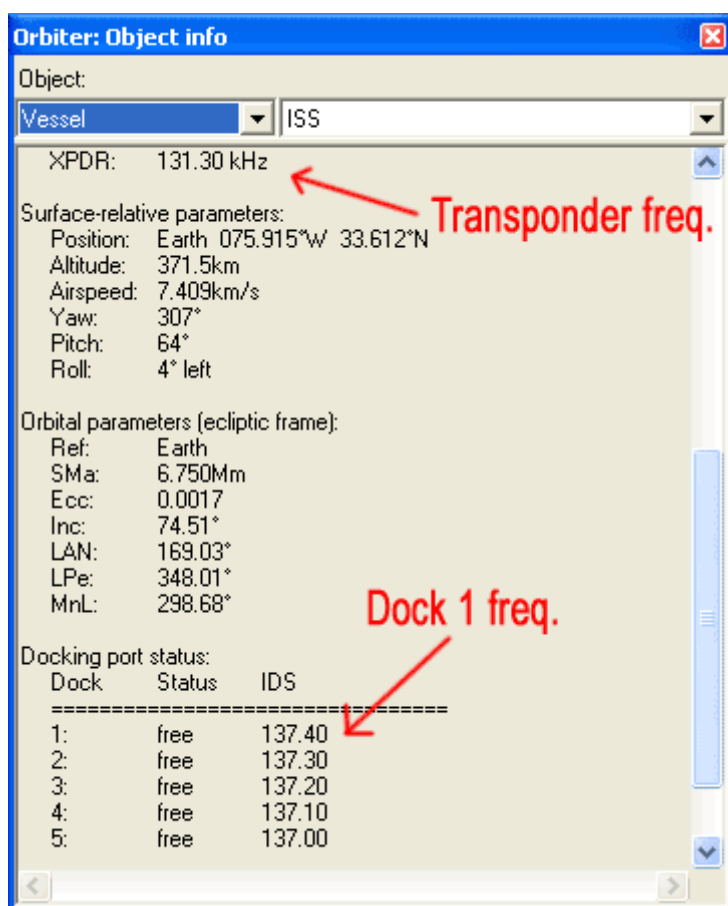 Orbiter: Object info
Object:
Vessel ISS
XPDR: 131.30 kHz
Transponder freq.
Surface-relative parameters:
Position: Earth 075.915°W 33.612°N
Altitude: 371.5km
Airspeed: 7.409km/s
Yaw: 307°
Pitch: 64°
Roll: 4° left
Orbital parameters (ecliptic frame):
Ref: Earth
SMa: 6.750Mm
Ecc: 0.0017
Inc: 74.51°
LAN: 169.03°
LPe: 348.01°
MnL: 298.68°
Dock 1 freq.
Docking port status:
Dock Status IDS
=================================
1: free 137.40
2: free 137.30
3: free 137.20
4: free 137.10
5: free 137.00